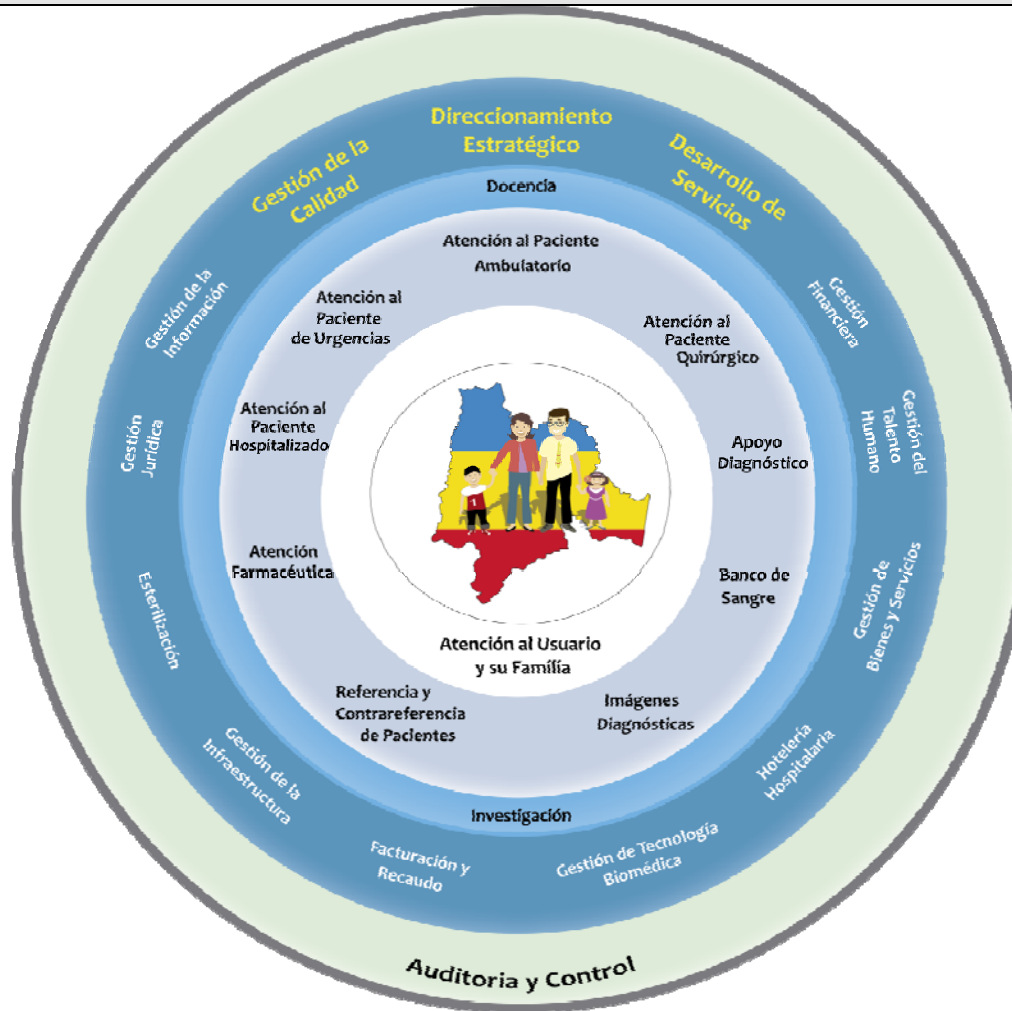 Direccionamiento
Estratégico
Gestión de la
Calidad
Desarrollo de
Servicios
Docencia
Atención al Paciente
Ambulatorio
Gestión de la
Información
Gestión
Financiera
Atención al
Paciente
de Urgencias
Atención al
Paciente
Quirúrgico
Gestión
Jurídica
Atención al
Paciente
Hospitalizado
Apoyo
Diagnóstico
Gestión del
Talento
Humano
Atención
Farmacéutica
Banco de
Sangre
Esterilización
Gestión de
Bienes y Servicios
1
Atención al Usuario
y su Família
Referencia y
Contrareferencia
de Pacientes
Imágenes
Diagnósticas
Gestión de la
Infraestructura
Hotelería
Hospitalaria
Investigación
Facturación y
Recaudo
Gestión de Tecnología
Biomédica
Auditoria y Control